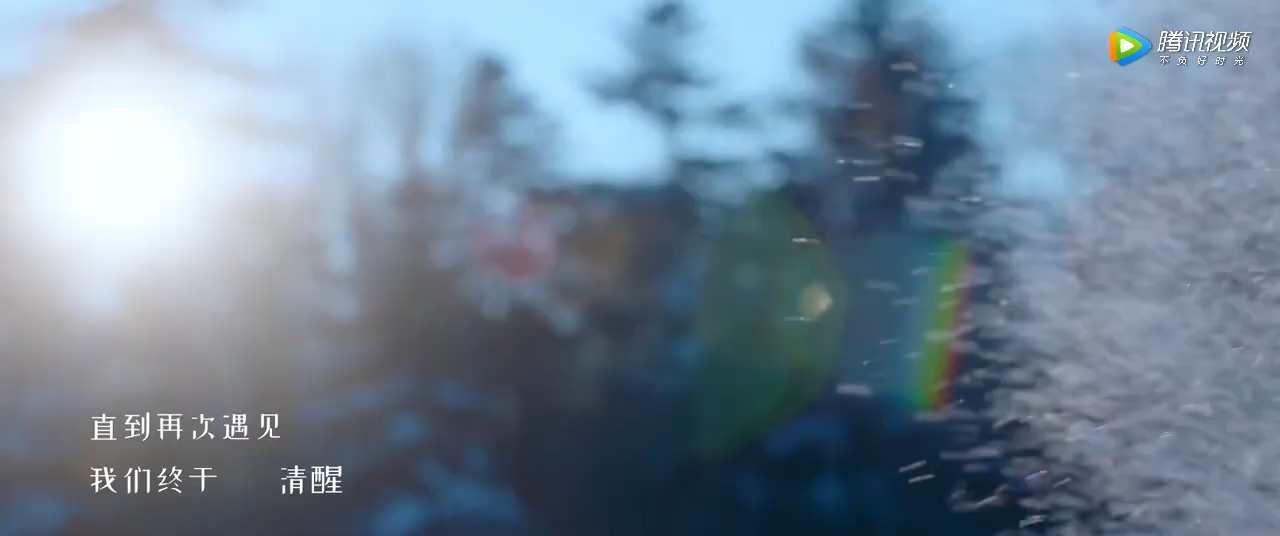 腾讯视频
不负好时光
直到再次遇见
我们终于 清醒